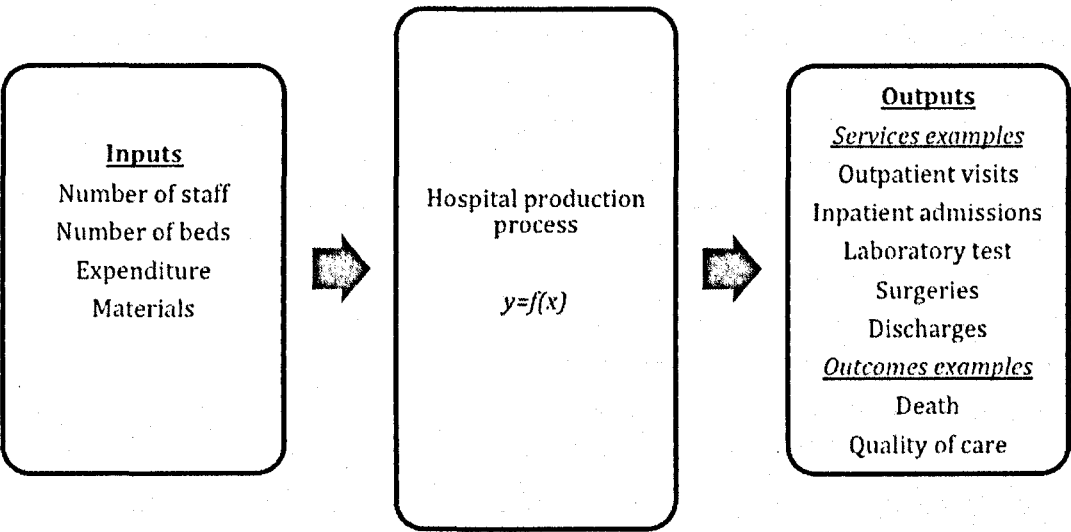 Inputs
Number of staff
Number of beds
Expenditure
Materials
Hospital production
process
y=f(x)
Outputs
Services examples
Outpatient visits
Inpatient admissions
Laboratory test
Surgeries
Discharges
Outcomes examples
Death
Quality of care